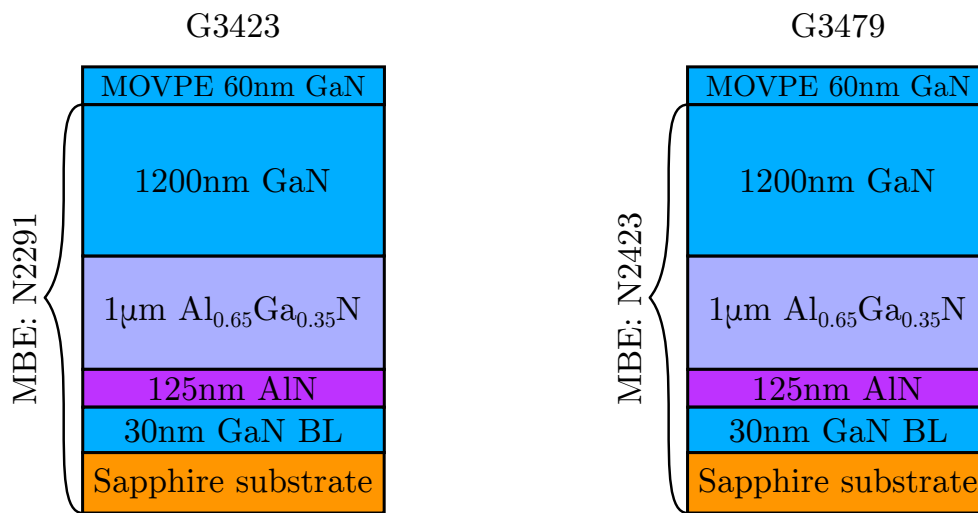 G3423
MOVPE 60nm GaN
1200nm GaN
1μm Al₀.₆₅Ga₀.₃₅N
125nm AlN
30nm GaN BL
Sapphire substrate
MBE: N2291
G3479
MOVPE 60nm GaN
1200nm GaN
1μm Al₀.₆₅Ga₀.₃₅N
125nm AlN
30nm GaN BL
Sapphire substrate
MBE: N2423